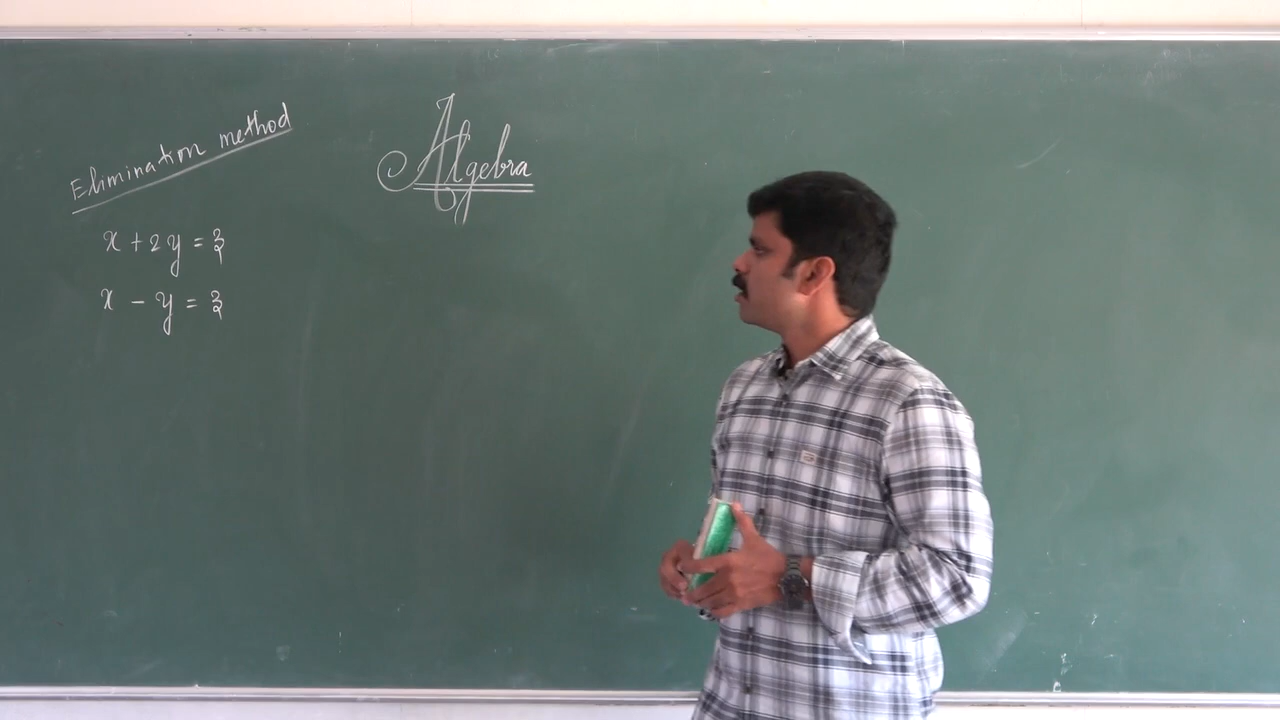 Elimination method
Algebra
x + 2y = 3
x - y = 3